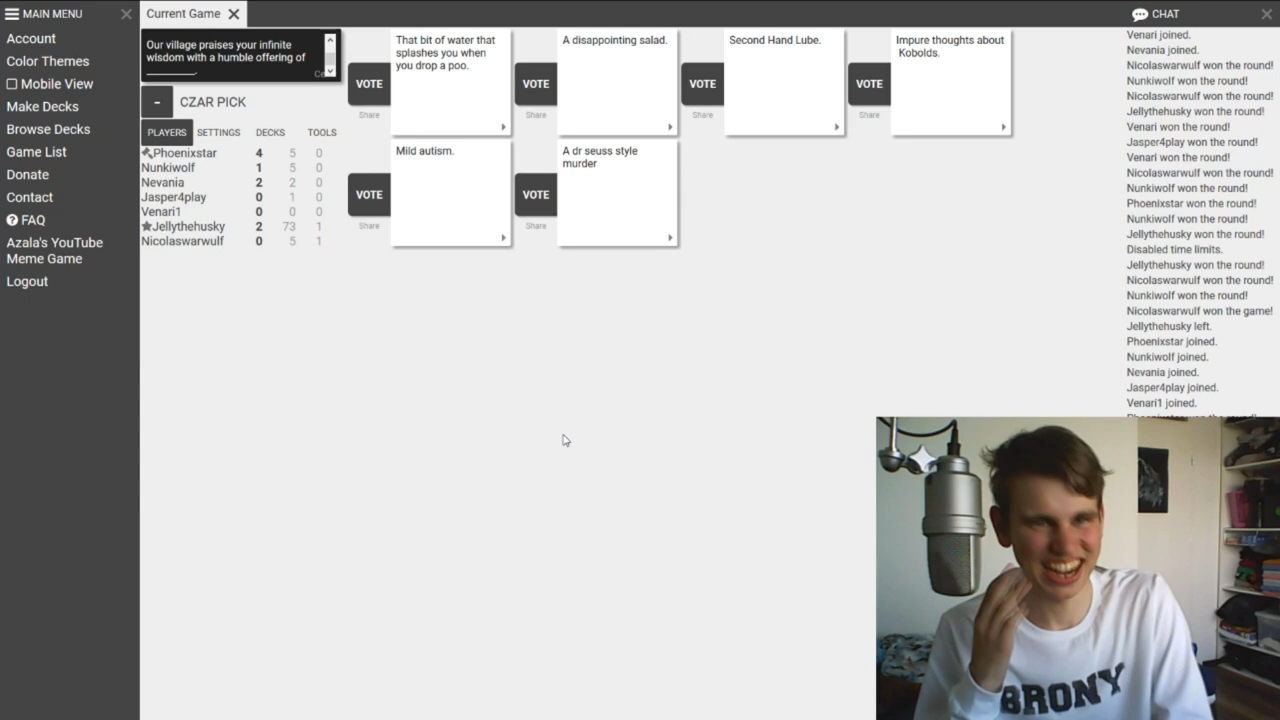 MAIN MENU
Account
Color Themes
Mobile View
Make Decks
Browse Decks
Game List
Donate
Contact
FAQ
Azala's YouTube
Meme Game
Logout
Current Game
Our village praises your infinite
wisdom with a humble offering of
_________.
-
CZAR PICK
PLAYERS SETTINGS DECKS TOOLS
Phoenixstar 4 5 0
Nunkiwolf 1 5 0
Nevania 2 2 0
Jasper4play 0 1 0
Venari1 0 0 0
Jellythehusky 2 73 1
Nicolaswarwulf 0 5 1
VOTE
Share
That bit of water that
splashes you when
you drop a poo.
VOTE
Share
A disappointing salad.
VOTE
Share
Second Hand Lube.
VOTE
Share
Impure thoughts about
Kobolds.
VOTE
Share
Mild autism.
VOTE
Share
A dr seuss style
murder
CHAT
Venari joined.
Nevania joined.
Nicolaswarwulf won the round!
Nunkiwolf won the round!
Nicolaswarwulf won the round!
Jellythehusky won the round!
Venari won the round!
Jasper4play won the round!
Venari won the round!
Nicolaswarwulf won the round!
Nunkiwolf won the round!
Phoenixstar won the round!
Nunkiwolf won the round!
Jellythehusky won the round!
Disabled time limits.
Jellythehusky won the round!
Nicolaswarwulf won the round!
Nunkiwolf won the round!
Nicolaswarwulf won the game!
Jellythehusky left.
Phoenixstar joined.
Nunkiwolf joined.
Nevania joined.
Jasper4play joined.
Venari1 joined.
BRONY